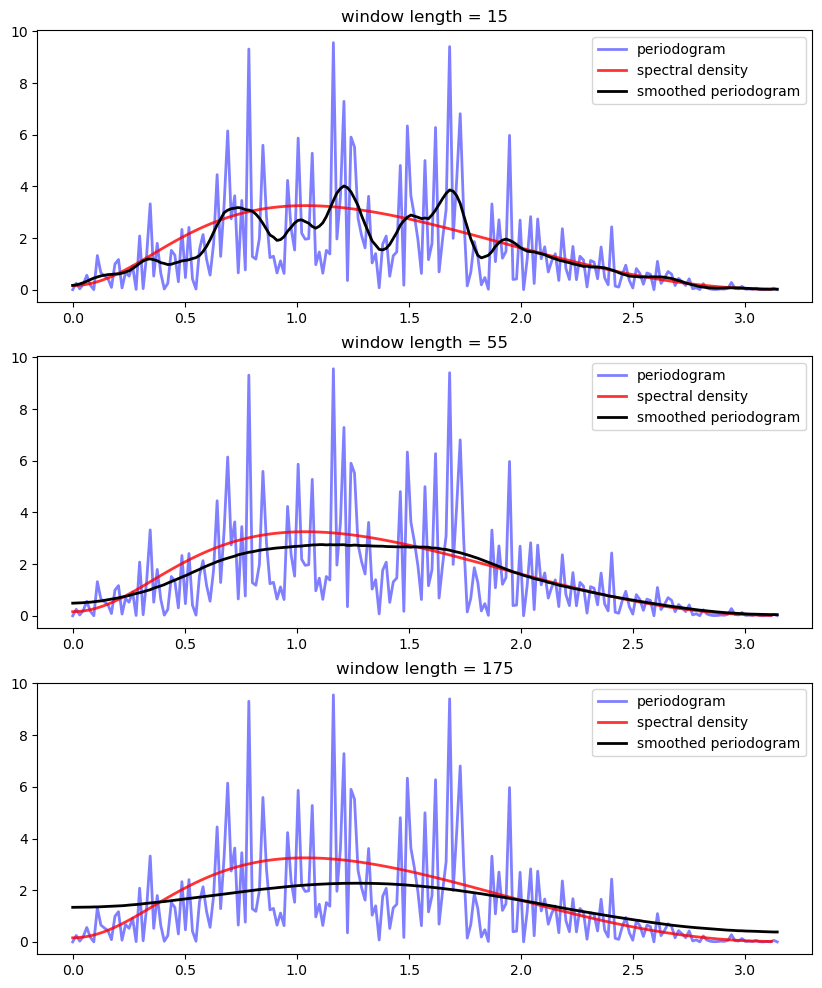 window length = 15
10
8
6
4
2
0
periodogram
spectral density
smoothed periodogram
0.0 0.5 1.0 1.5 2.0 2.5 3.0
window length = 55
10
8
6
4
2
0
periodogram
spectral density
smoothed periodogram
0.0 0.5 1.0 1.5 2.0 2.5 3.0
window length = 175
10
8
6
4
2
0
periodogram
spectral density
smoothed periodogram
0.0 0.5 1.0 1.5 2.0 2.5 3.0